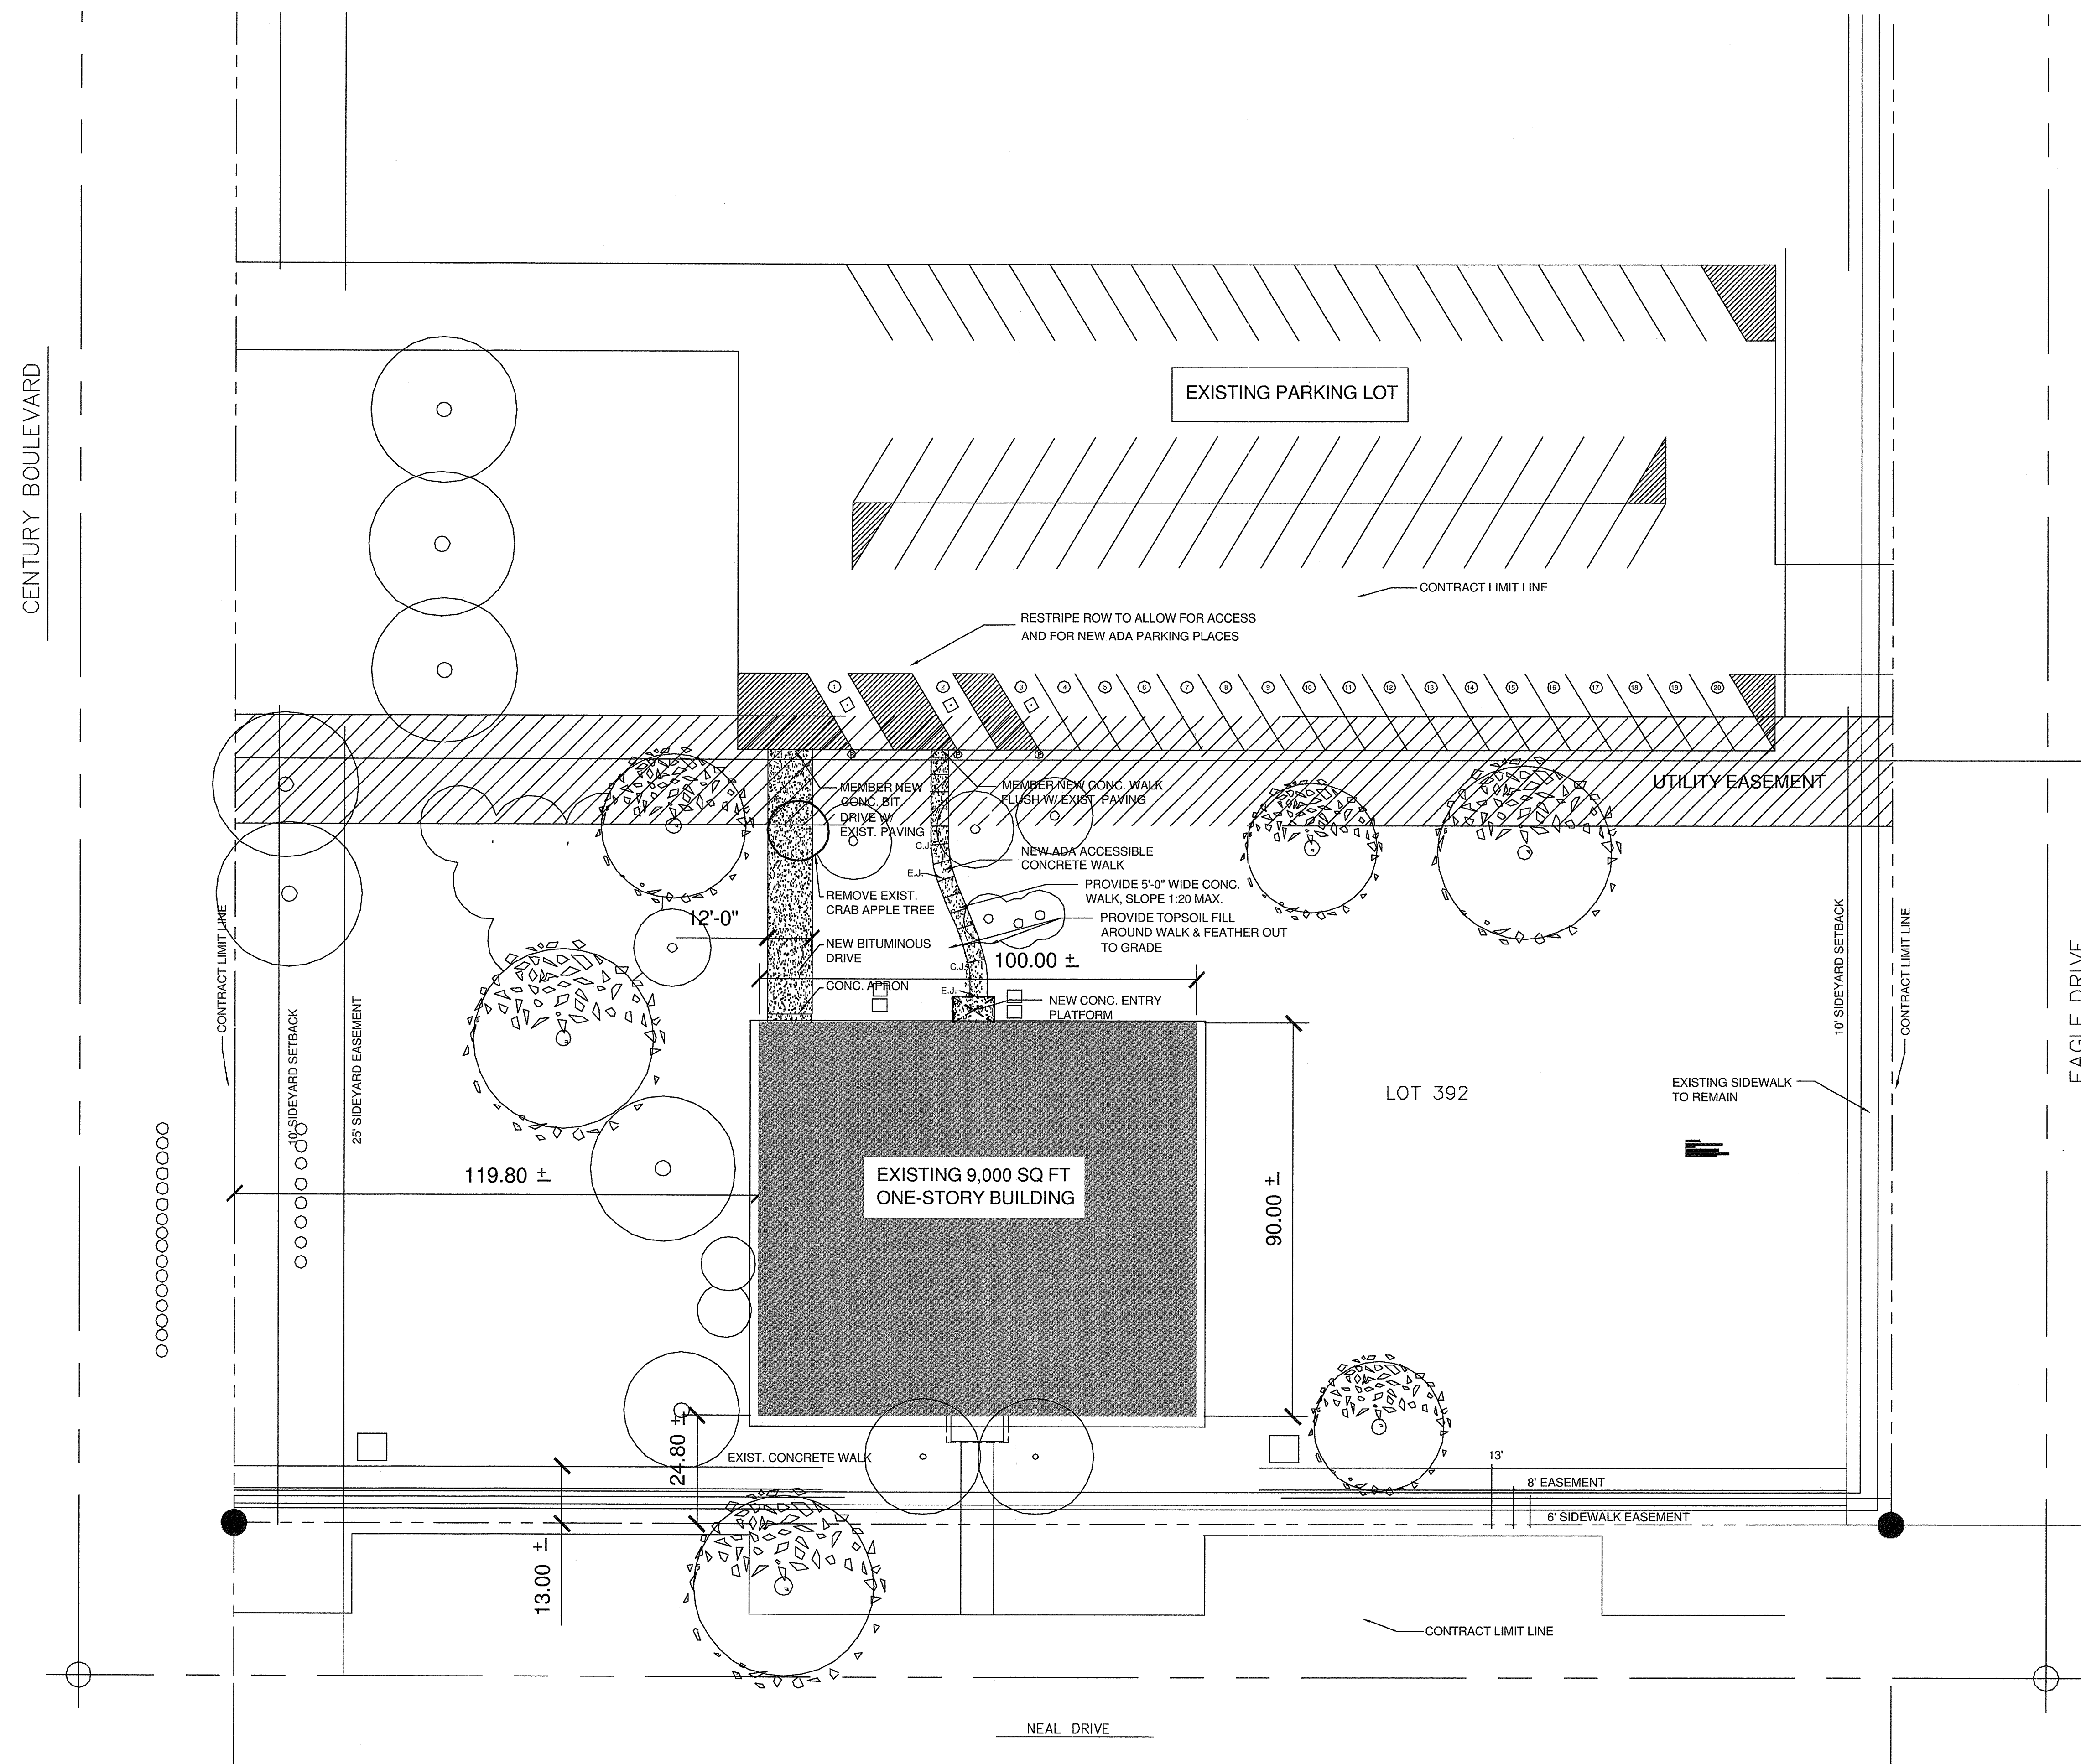 CENTURY BOULEVARD
EXISTING PARKING LOT
CONTRACT LIMIT LINE
RESTRIPE ROW TO ALLOW FOR ACCESS
AND FOR NEW ADA PARKING PLACES
1
2
3
4
5
6
7
8
9
10
11
12
13
14
15
16
17
18
19
20
UTILITY EASEMENT
MEMBER NEW
CONC. BIT
DRIVE W/
EXIST. PAVING
MEMBER NEW CONC. WALK
FLUSH W/ EXIST. PAVING
C.J.
NEW ADA ACCESSIBLE
CONCRETE WALK
E.J.
PROVIDE 5'-0" WIDE CONC.
WALK, SLOPE 1:20 MAX.
REMOVE EXIST.
CRAB APPLE TREE
PROVIDE TOPSOIL FILL
AROUND WALK & FEATHER OUT
TO GRADE
12'-0"
NEW BITUMINOUS
DRIVE
C.J.
100.00 ±
CONC. APRON
E.J.
NEW CONC. ENTRY
PLATFORM
CONTRACT LIMIT LINE
10' SIDEYARD SETBACK
25' SIDEYARD EASEMENT
10' SIDEYARD SETBACK
CONTRACT LIMIT LINE
EAGLE DRIVE
LOT 392
EXISTING SIDEWALK
TO REMAIN
119.80 ±
EXISTING 9,000 SQ FT
ONE-STORY BUILDING
90.00 ±
24.80 ±
EXIST. CONCRETE WALK
13'
8' EASEMENT
6' SIDEWALK EASEMENT
13.00 ±
CONTRACT LIMIT LINE
NEAL DRIVE